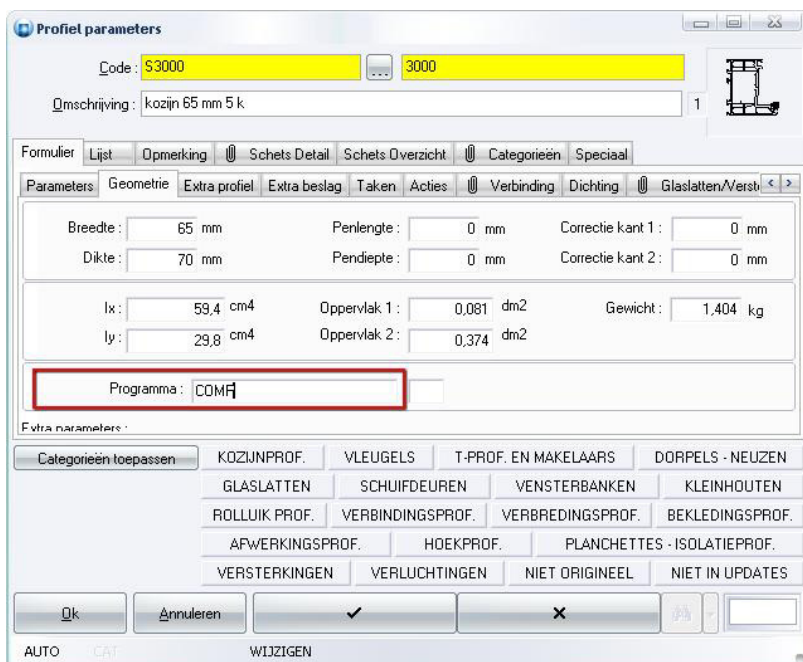 Profiel parameters
Code : S3000 ... 3000
Omschrijving : kozijn 65 mm 5 k 1
Formulier Lijst Opmerking Schets Detail Schets Overzicht Categorieën Speciaal
Parameters Geometrie Extra profiel Extra beslag Taken Acties Verbinding Dichting Glaslatten/Verst
Breedte : 65 mm Penlengte : 0 mm Correctie kant 1 : 0 mm
Dikte : 70 mm Pendiepte : 0 mm Correctie kant 2 : 0 mm
Ix : 59,4 cm4 Oppervlak 1 : 0,081 dm2 Gewicht : 1,404 kg
Iy : 29,8 cm4 Oppervlak 2 : 0,374 dm2
Programma : COMF
Extra parameters :
Categorieën toepassen KOZIJNPROF. VLEUGELS T-PROF. EN MAKELAARS DORPELS - NEUZEN
GLASLATTEN SCHUIFDEUREN VENSTERBANKEN KLEINHOUTEN
ROLLUIK PROF. VERBINDINGSPROF. VERBREDINGSPROF. BEKLEDINGSPROF.
AFWERKINGSPROF. HOEKPROF. PLANCHETTES - ISOLATIEPROF.
VERSTERKINGEN VERLUCHTINGEN NIET ORIGINEEL NIET IN UPDATES
Ok Annuleren
AUTO CAT WIJZIGEN